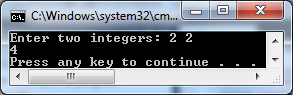 C:\Windows\system32\cm...
Enter two integers: 2 2
4
Press any key to continue . . .